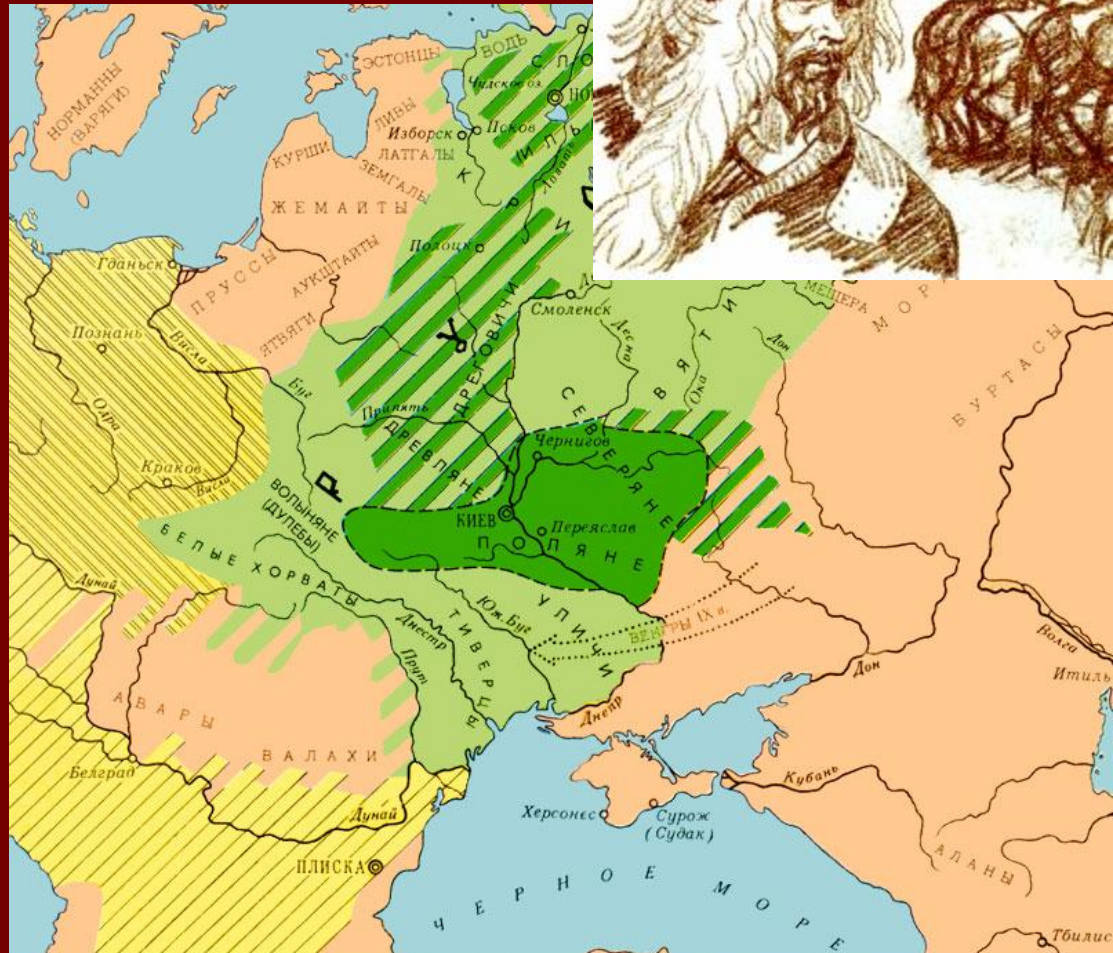 НОРМАННЫ
(ВАРЯГИ)
ЭСТОНЦЫ
ВОДЬ
Чудское оз.
ЛИВЫ
Изборск
Псков
ЛАТГАЛЫ
КУРШИ
ЗЕМГАЛЫ
Ловать
ЖЕМАЙТЫ
Полоцк
Гданьск
ПРУССЫ
АУКШТАЙТЫ
ЯТВЯГИ
Смоленск
МЕЩЕРА
Познань
Висла
Десна
Дон
Ока
БУРТАСЫ
Одра
Буг
Припять
ДРЕГОВИЧИ
ДРЕВЛЯНЕ
СЕВЕРЯНЕ
Чернигов
Краков
Висла
ВОЛЫНЯНЕ
(ДУЛЕБЫ)
КИЕВ
Переяслав
ПОЛЯНЕ
БЕЛЫЕ ХОРВАТЫ
Дунай
Юж. Буг
УЛИЧИ
ВЕНГРЫ IX в.
Днестр
ТИВЕРЦЫ
Прут
Волга
Дон
Итиль
Днепр
АВАРЫ
ВАЛАХИ
Белград
Дунай
Кубань
Херсонес
Сурож
(Судак)
АЛАНЫ
ПЛИСКА
ЧЕРНОЕ МОРЕ